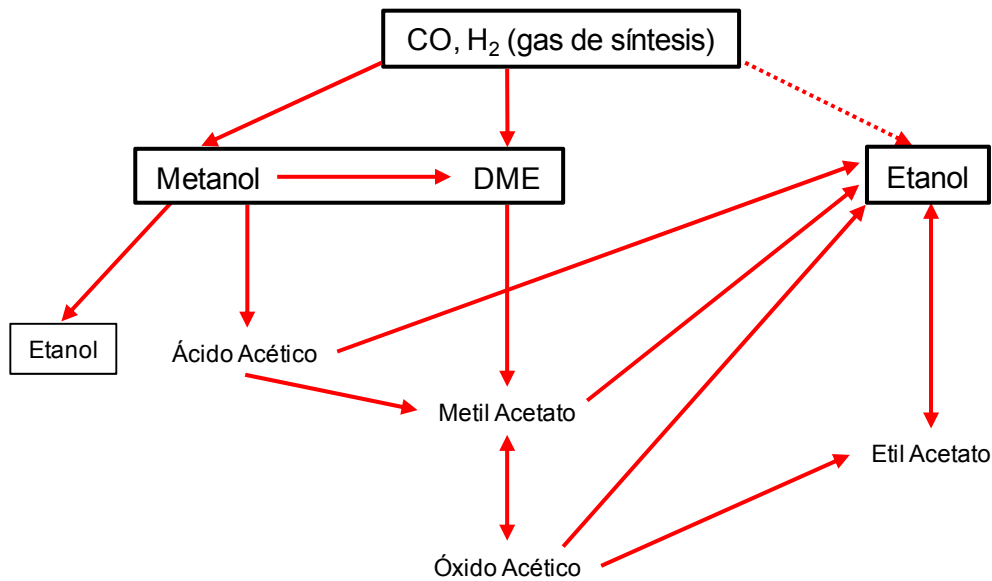 CO, H₂ (gas de síntesis)
Metanol
DME
Etanol
Etanol
Ácido Acético
Metil Acetato
Etil Acetato
Óxido Acético